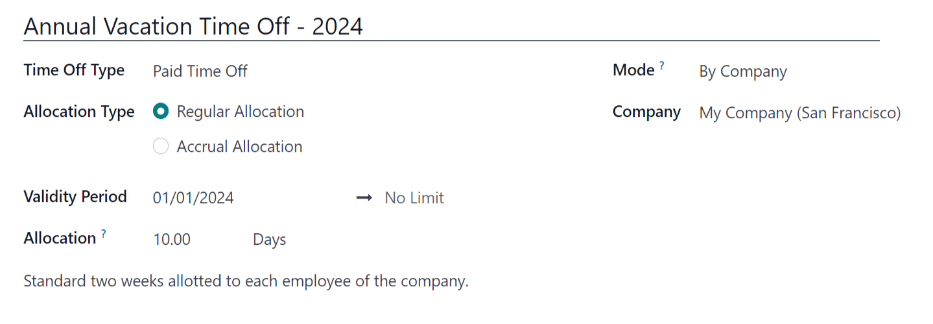 Annual Vacation Time Off - 2024
Time Off Type Paid Time Off Mode ? By Company
Allocation Type Regular Allocation Company My Company (San Francisco)
Accrual Allocation
Validity Period 01/01/2024 → No Limit
Allocation ? 10.00 Days
Standard two weeks allotted to each employee of the company.